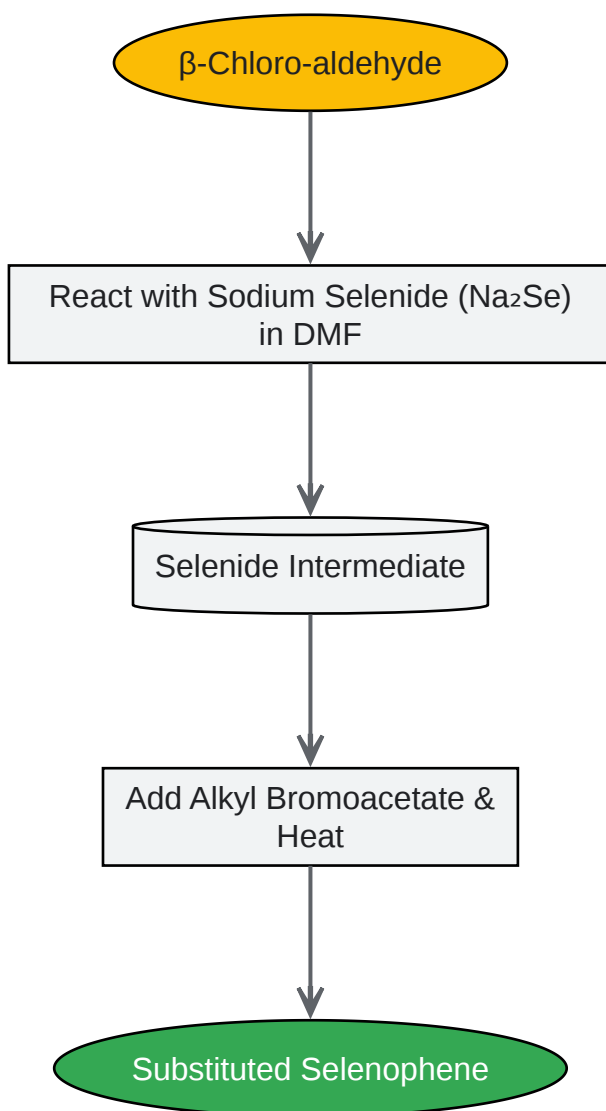 β-Chloro-aldehyde
React with Sodium Selenide (Na₂Se)
in DMF
Selenide Intermediate
Add Alkyl Bromoacetate &
Heat
Substituted Selenophene